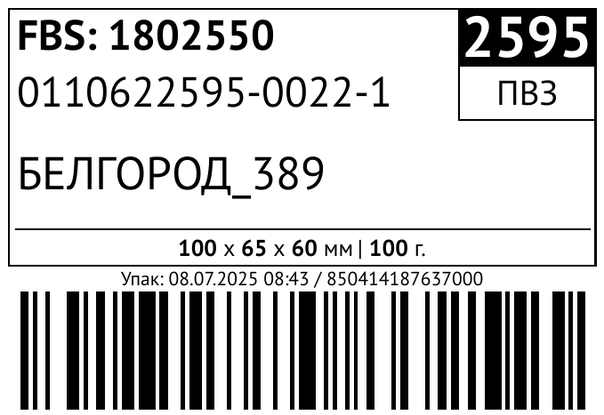 FBS: 1802550
2595
0110622595-0022-1
ПВЗ
БЕЛГОРОД_389
100 х 65 х 60 мм | 100 г.
Упак: 08.07.2025 08:43 / 850414187637000